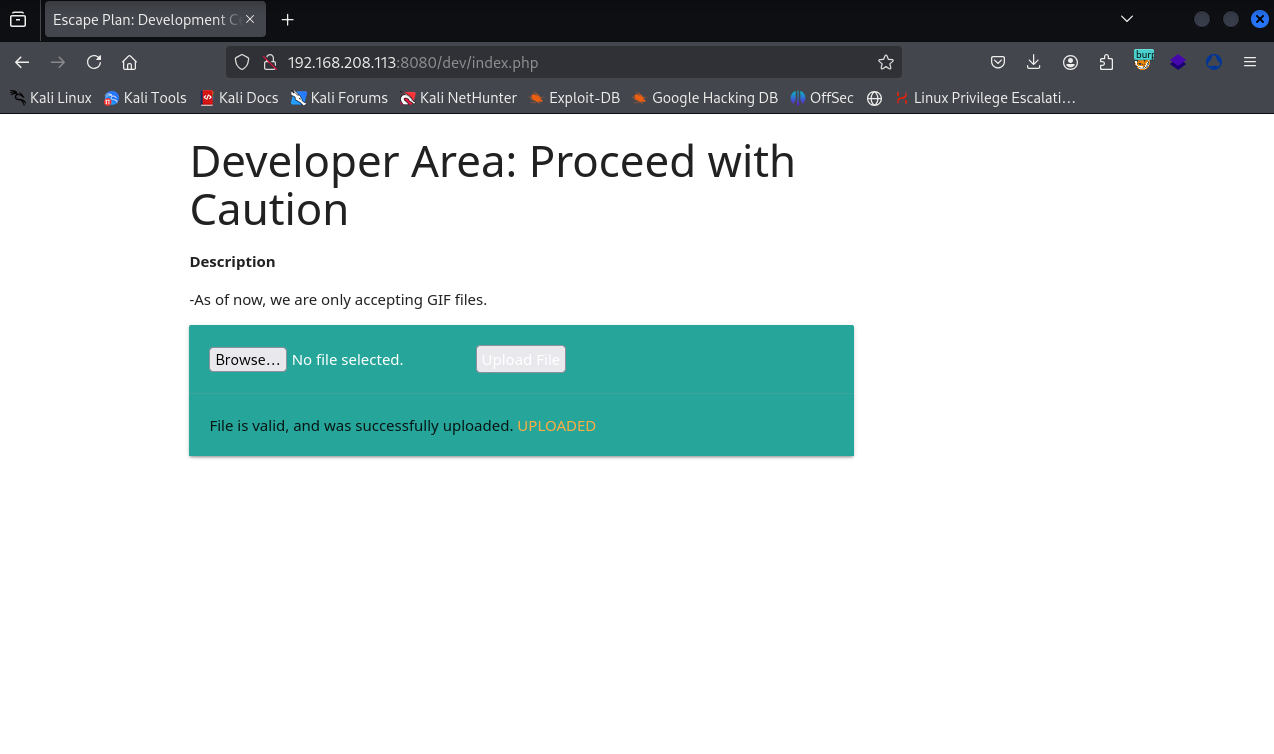 Escape Plan: Development C
192.168.208.113:8080/dev/index.php
burp
Kali Linux
Kali Tools
Kali Docs
Kali Forums
Kali NetHunter
Exploit-DB
Google Hacking DB
OffSec
Linux Privilege Escalati…
Developer Area: Proceed with
Caution
Description
-As of now, we are only accepting GIF files.
Browse… No file selected.
Upload File
File is valid, and was successfully uploaded. UPLOADED